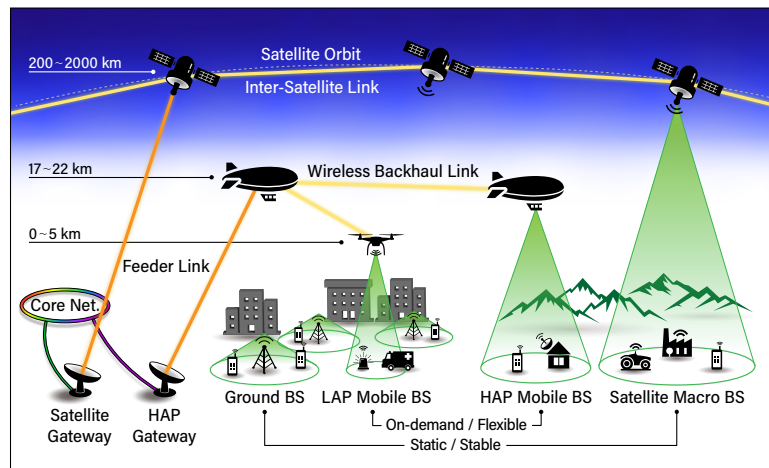 Satellite Orbit
200~2000 km
Inter-Satellite Link
17~22 km
Wireless Backhaul Link
0~5 km
Feeder Link
Core Net.
Satellite
Gateway
HAP
Gateway
Ground BS
LAP Mobile BS
HAP Mobile BS
Satellite Macro BS
On-demand / Flexible
Static / Stable